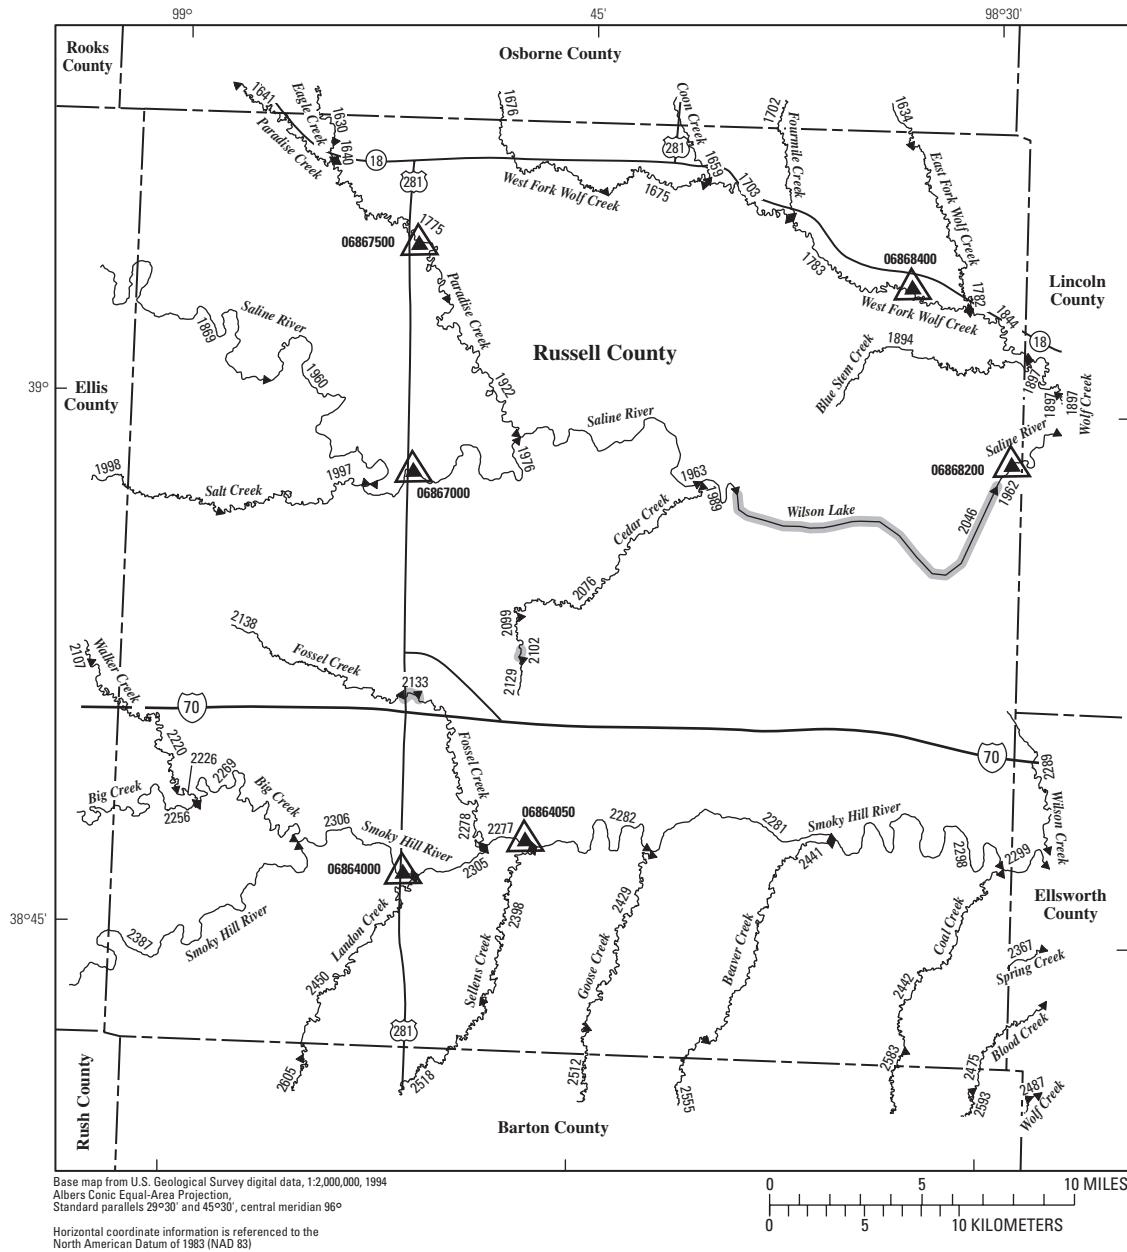 99°
45'
98°30'
Rooks
County
Osborne County
1641
Eagle Creek
1630
1640
Paradise Creek
18
281
1676
Coon Creek
281
1659
1702
Fourmile Creek
1703
1634
East Fork Wolf Creek
West Fork Wolf Creek
1675
06867500
1775
Paradise Creek
1783
06868400
1782
West Fork Wolf Creek
1844
18
Lincoln
County
Saline River
1869
1960
Russell County
Blue Stem Creek
1894
1897
1897
1897
Wolf Creek
39°
Ellis
County
1922
Saline River
1976
Saline River
1998
Salt Creek
1997
06867000
1963
1989
06868200
1962
Cedar Creek
Wilson Lake
2046
2076
2099
2102
2129
2138
Fossel Creek
2133
2107
Walker Creek
70
2220
2226
2269
Big Creek
2256
Big Creek
2306
Smoky Hill River
Fossel Creek
2278
2277
06864050
2305
06864000
2282
2281
Smoky Hill River
2441
2298
2299
70
2289
Wilson Creek
Ellsworth
County
38°45'
2387
Smoky Hill River
Landon Creek
2450
2398
Sellens Creek
2429
Goose Creek
Beaver Creek
Coal Creek
2442
2367
Spring Creek
Blood Creek
281
2605
2518
2512
2555
2583
2475
2593
2487
Wolf Creek
Rush County
Barton County
Base map from U.S. Geological Survey digital data, 1:2,000,000, 1994
Albers Conic Equal-Area Projection,
Standard parallels 29°30' and 45°30', central meridian 96°
Horizontal coordinate information is referenced to the
North American Datum of 1983 (NAD 83)
0 5 10 MILES
0 5 10 KILOMETERS